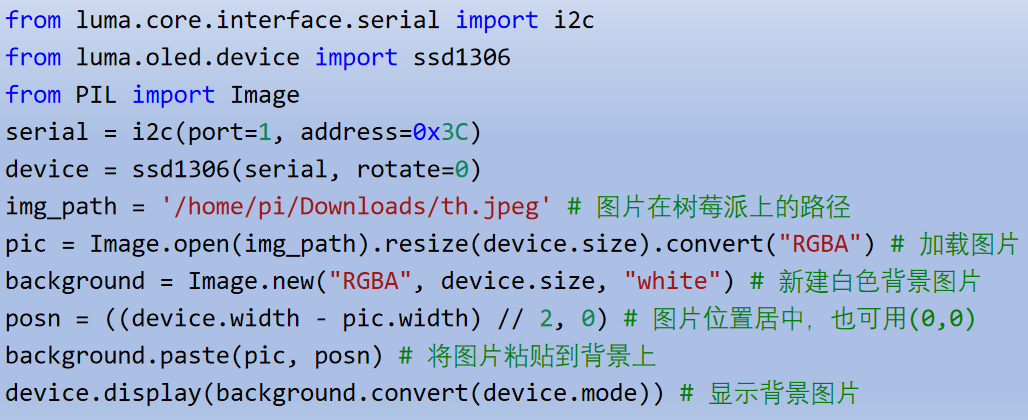 from luma.core.interface.serial import i2c
from luma.oled.device import ssd1306
from PIL import Image
serial = i2c(port=1, address=0x3C)
device = ssd1306(serial, rotate=0)
img_path = '/home/pi/Downloads/th.jpeg' # 图片在树莓派上的路径
pic = Image.open(img_path).resize(device.size).convert("RGBA") # 加载图片
background = Image.new("RGBA", device.size, "white") # 新建白色背景图片
posn = ((device.width - pic.width) // 2, 0) # 图片位置居中，也可用(0,0)
background.paste(pic, posn) # 将图片粘贴到背景上
device.display(background.convert(device.mode)) # 显示背景图片